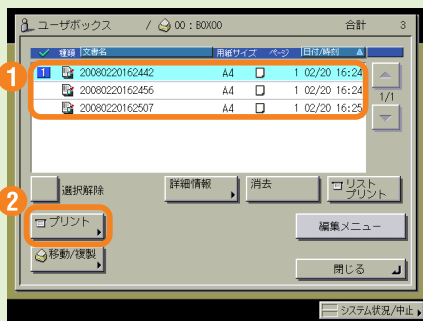 ユーザボックス / 00 : BOX00 合計 3
種類 文書名 用紙サイズ ページ 日付/時刻
1 20080220162442 A4 1 02/20 16:24
20080220162456 A4 1 02/20 16:24
20080220162507 A4 1 02/20 16:25
1
1/1
選択解除 詳細情報 消去 リスト
プリント
2
プリント 編集メニュー
移動/複製 閉じる
システム状況/中止